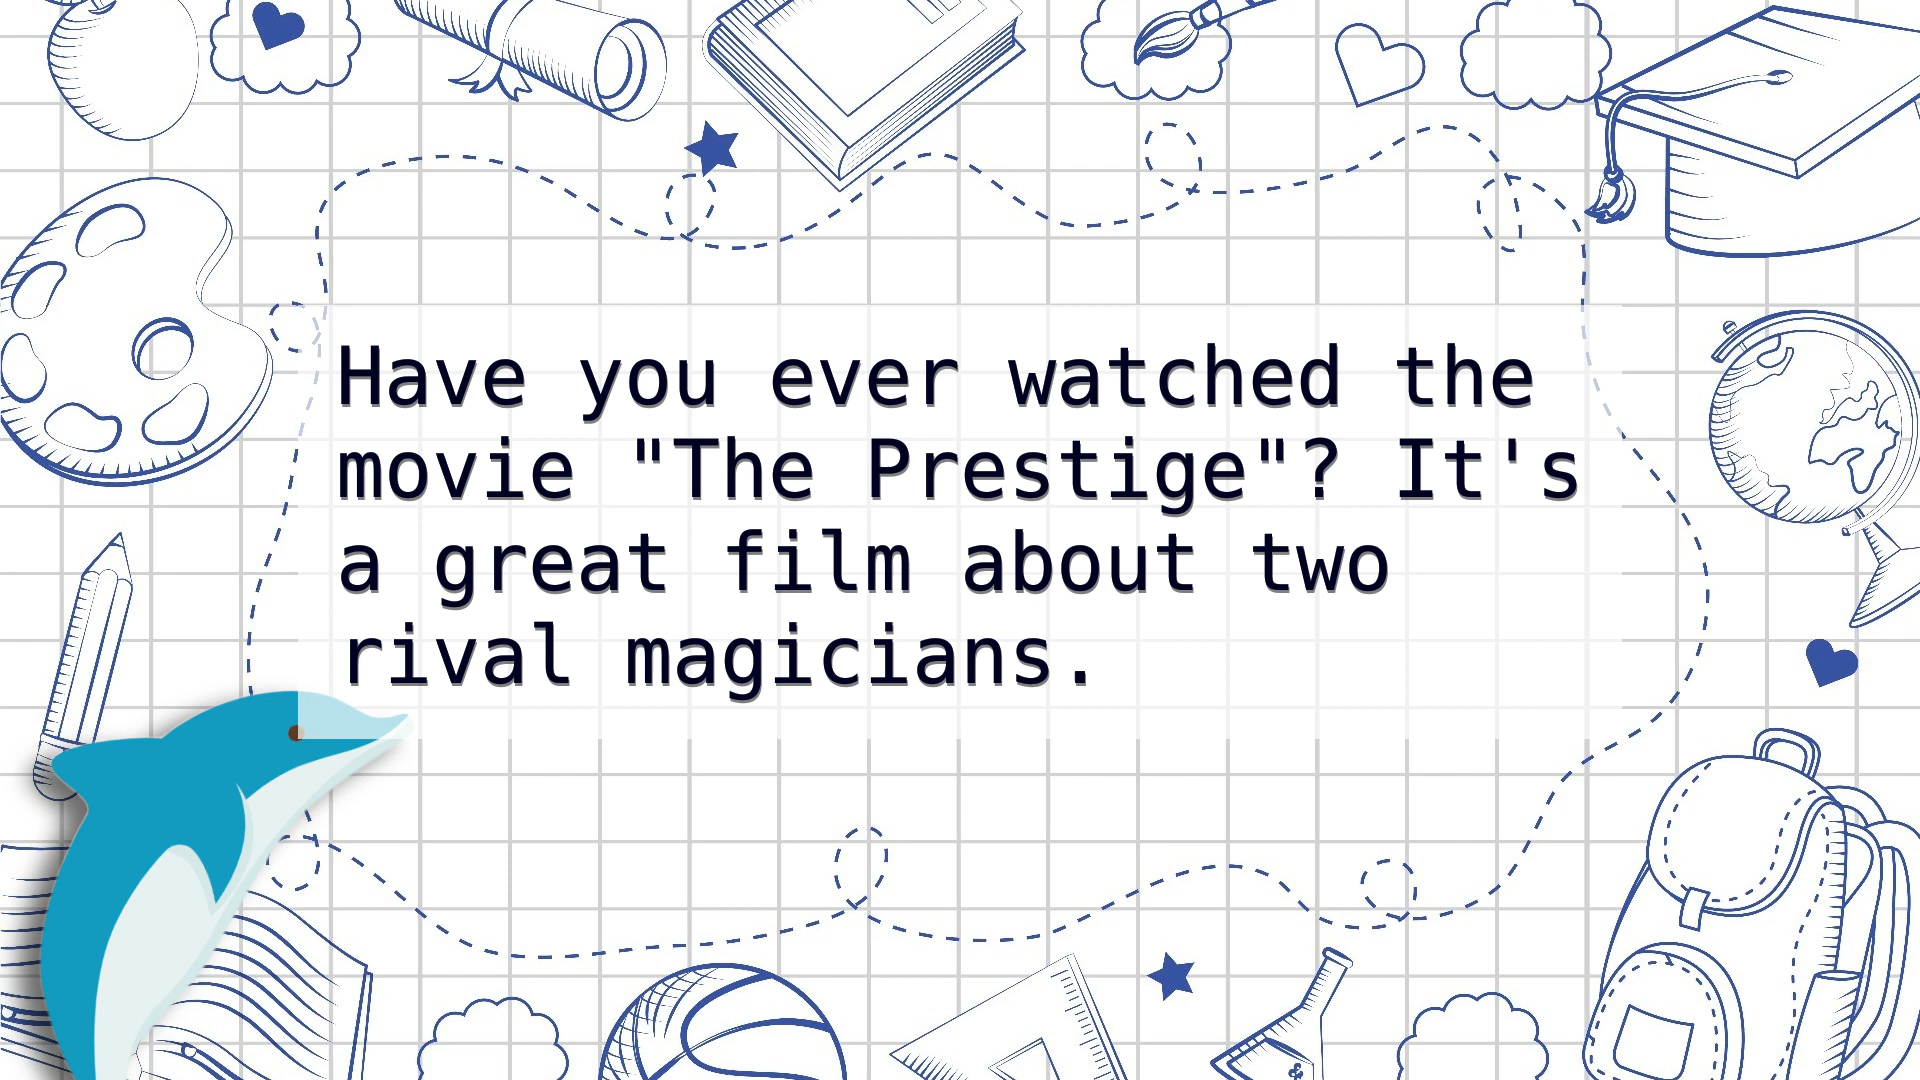 Have you ever watched the
movie "The Prestige"? It's
a great film about two
rival magicians.